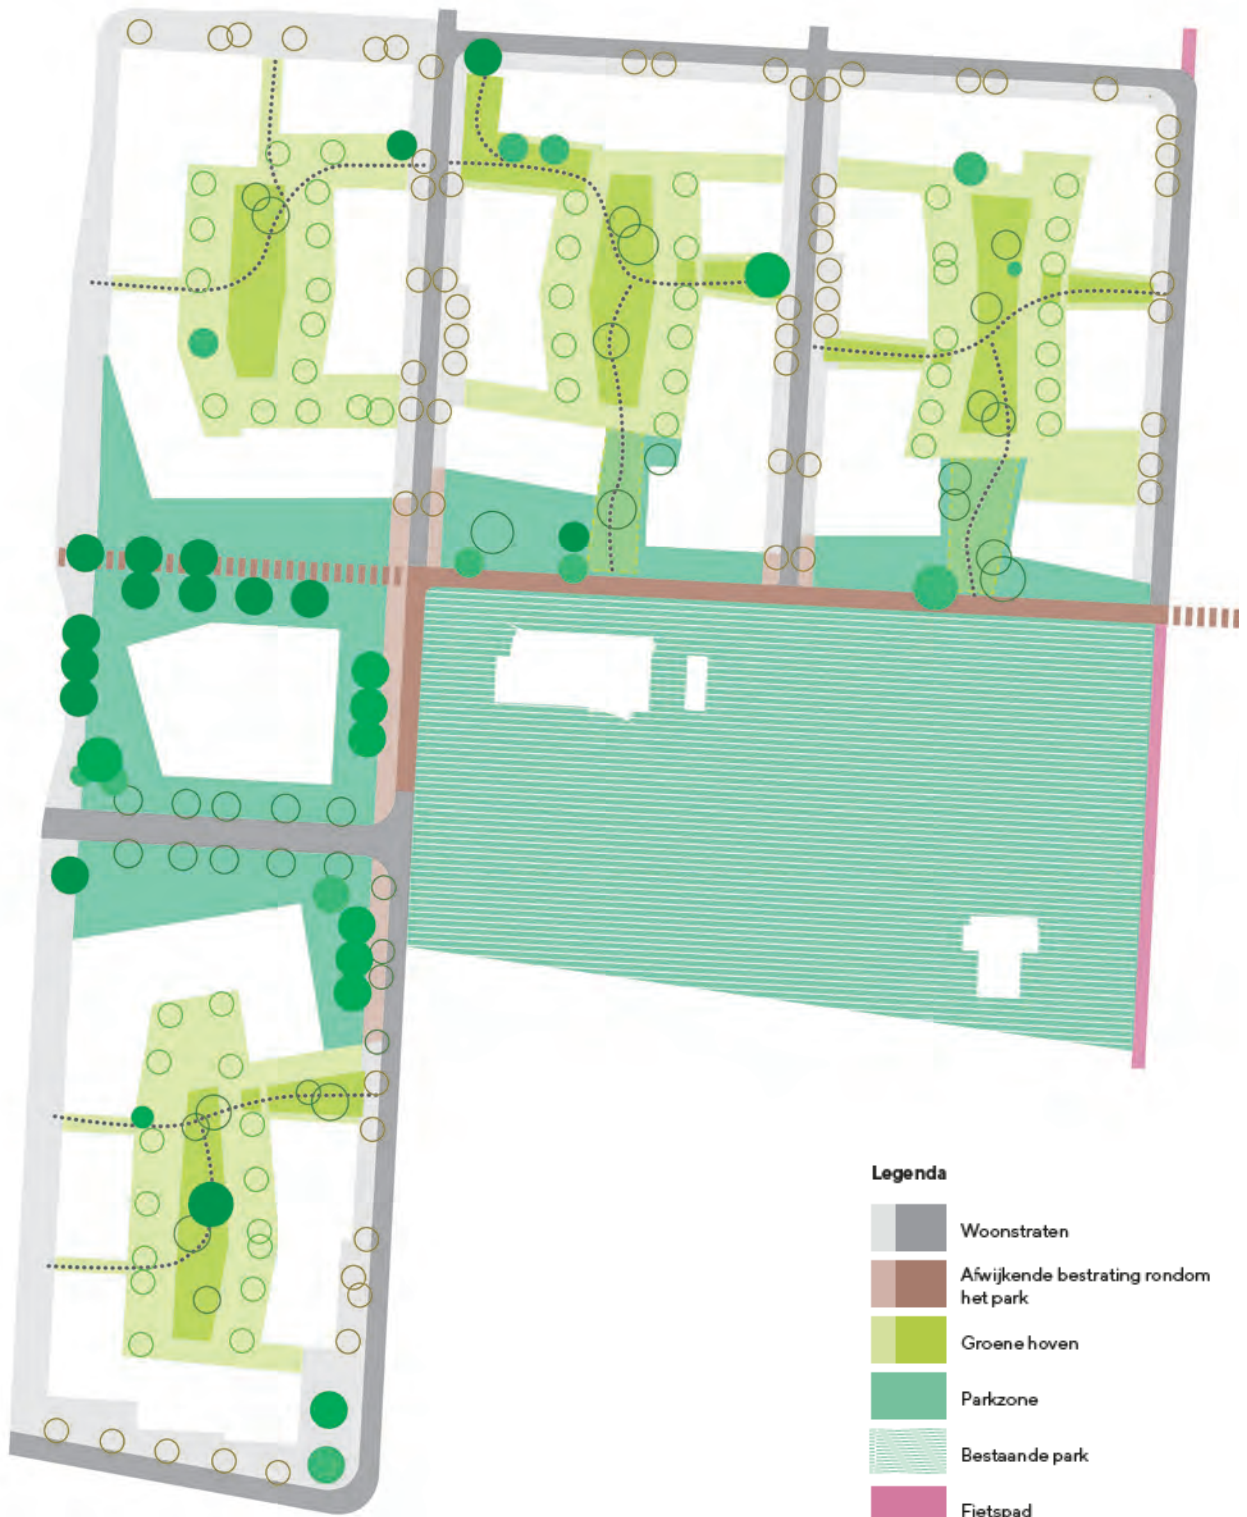 Legenda
Woonstraten
Afwijkende bestrating rondom
het park
Groene hoven
Parkzone
Bestaande park
Fietspad